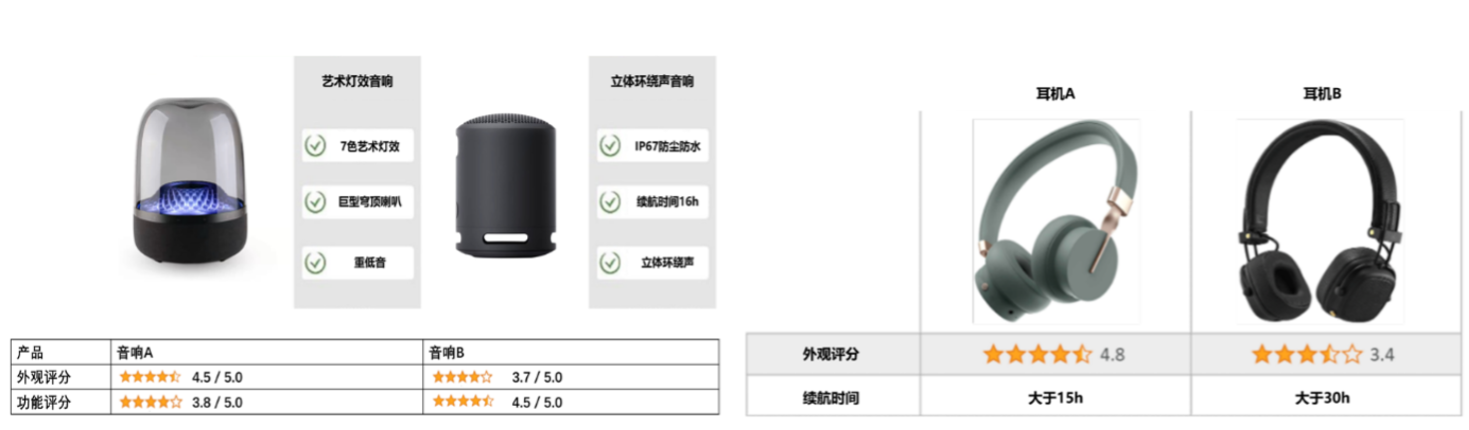 艺术灯效音响
7色艺术灯效
巨型穹顶喇叭
重低音
立体环绕声音响
IP67防尘防水
续航时间16h
立体环绕声
产品 音响A 音响B
外观评分 4.5 / 5.0 3.7 / 5.0
功能评分 3.8 / 5.0 4.5 / 5.0
耳机A 耳机B
外观评分 4.8 3.4
续航时间 大于15h 大于30h